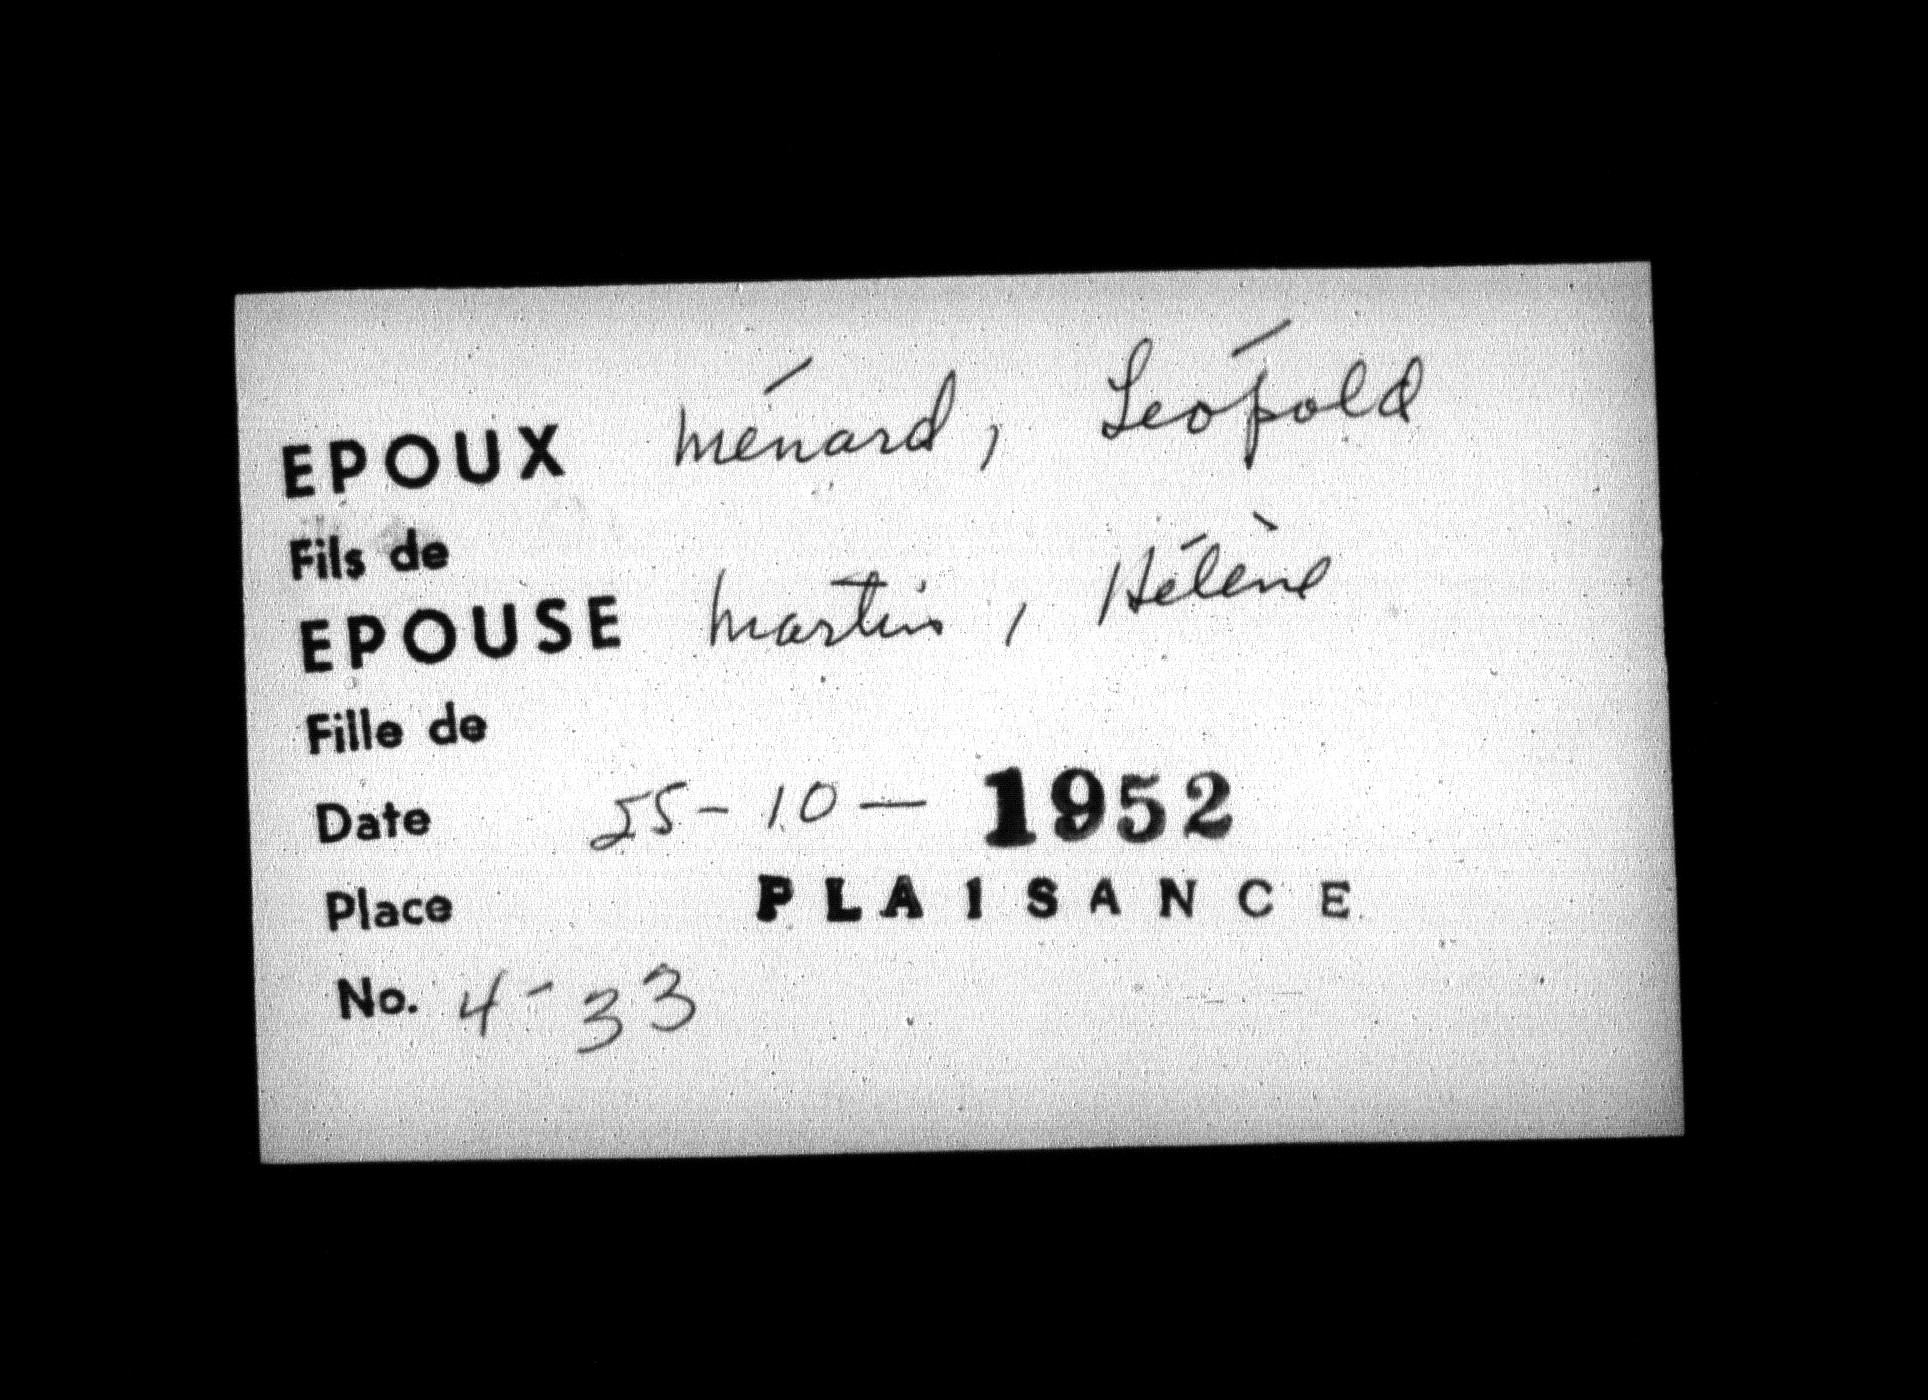 EPOUX Ménard, Léopold
Fils de
EPOUSE Martin, Hélène
Fille de
Date 25-10-1952
Place PLAISANCE
No. 4-33